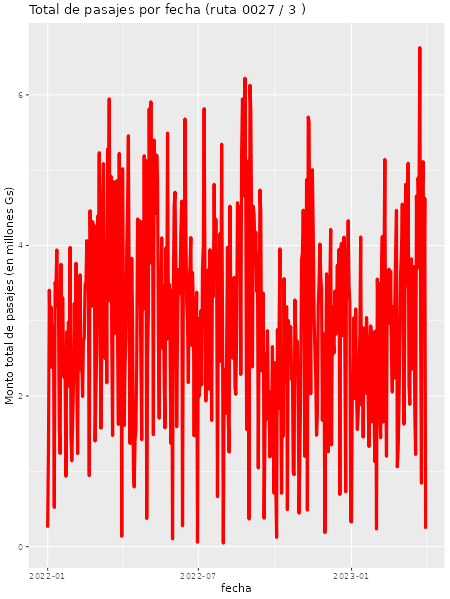 Total de pasajes por fecha (ruta 0027 / 3 )
Monto total de pasajes (en millones Gs)
6
4
2
0
2022-01
2022-07
2023-01
fecha